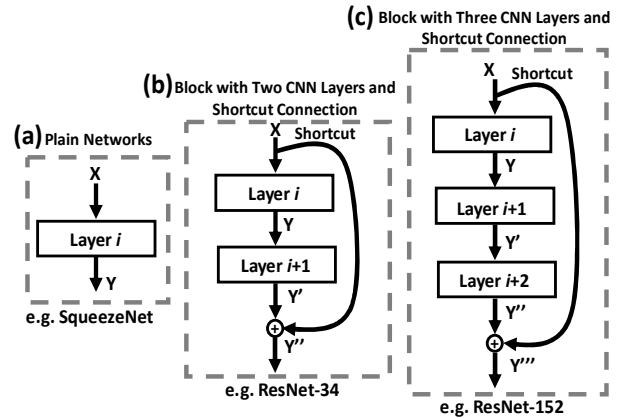 (a) Plain Networks
X
Layer i
Y
e.g. SqueezeNet
(b) Block with Two CNN Layers and
Shortcut Connection
X
Shortcut
Layer i
Y
Layer i+1
Y'
+
Y''
e.g. ResNet-34
(c) Block with Three CNN Layers and
Shortcut Connection
X
Shortcut
Layer i
Y
Layer i+1
Y'
Layer i+2
Y''
+
Y'''
e.g. ResNet-152